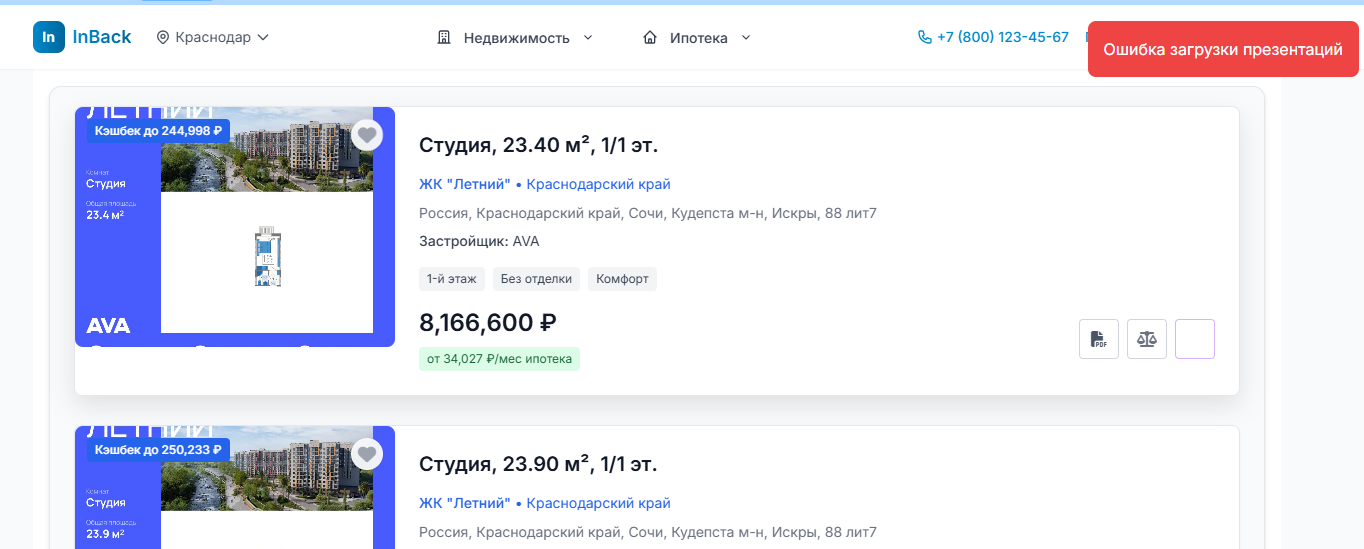 In InBack
Краснодар
Недвижимость
Ипотека
+7 (800) 123-45-67
Ошибка загрузки презентаций
ЛЕТНИЙ
Кэшбек до 244,998 ₽
Комнат
Студия
Общая площадь
23.4 м²
AVA
Студия, 23.40 м², 1/1 эт.
ЖК "Летний" • Краснодарский край
Россия, Краснодарский край, Сочи, Кудепста м-н, Искры, 88 лит7
Застройщик: AVA
1-й этаж
Без отделки
Комфорт
8,166,600 ₽
от 34,027 ₽/мес ипотека
PDF
ЛЕТНИЙ
Кэшбек до 250,233 ₽
Комнат
Студия
Общая площадь
23.9 м²
Студия, 23.90 м², 1/1 эт.
ЖК "Летний" • Краснодарский край
Россия, Краснодарский край, Сочи, Кудепста м-н, Искры, 88 лит7